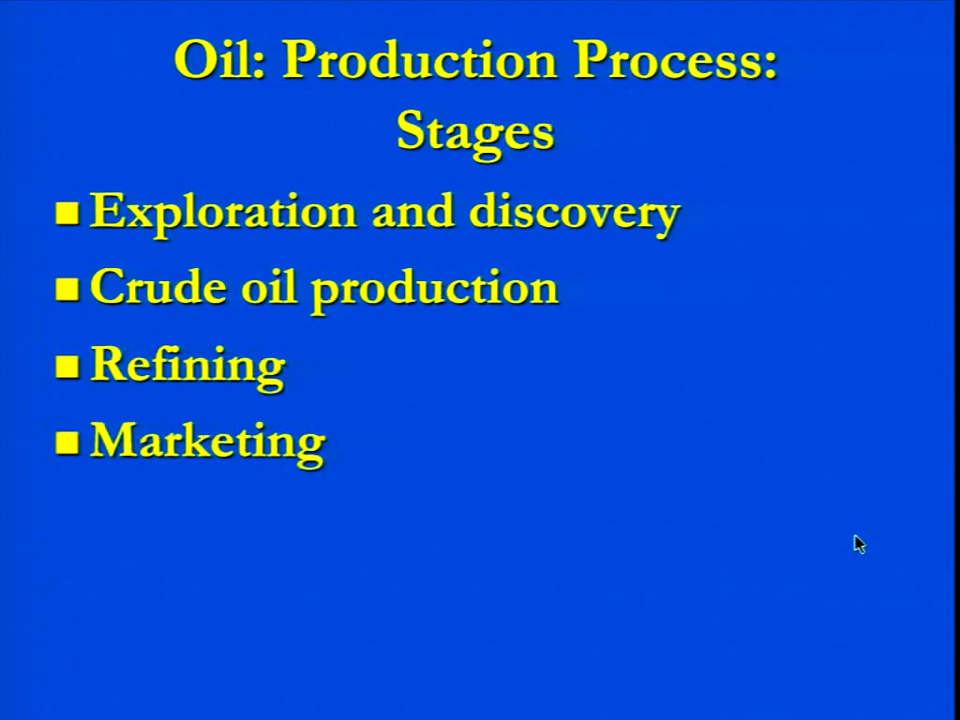 Oil: Production Process:
Stages
Exploration and discovery
Crude oil production
Refining
Marketing